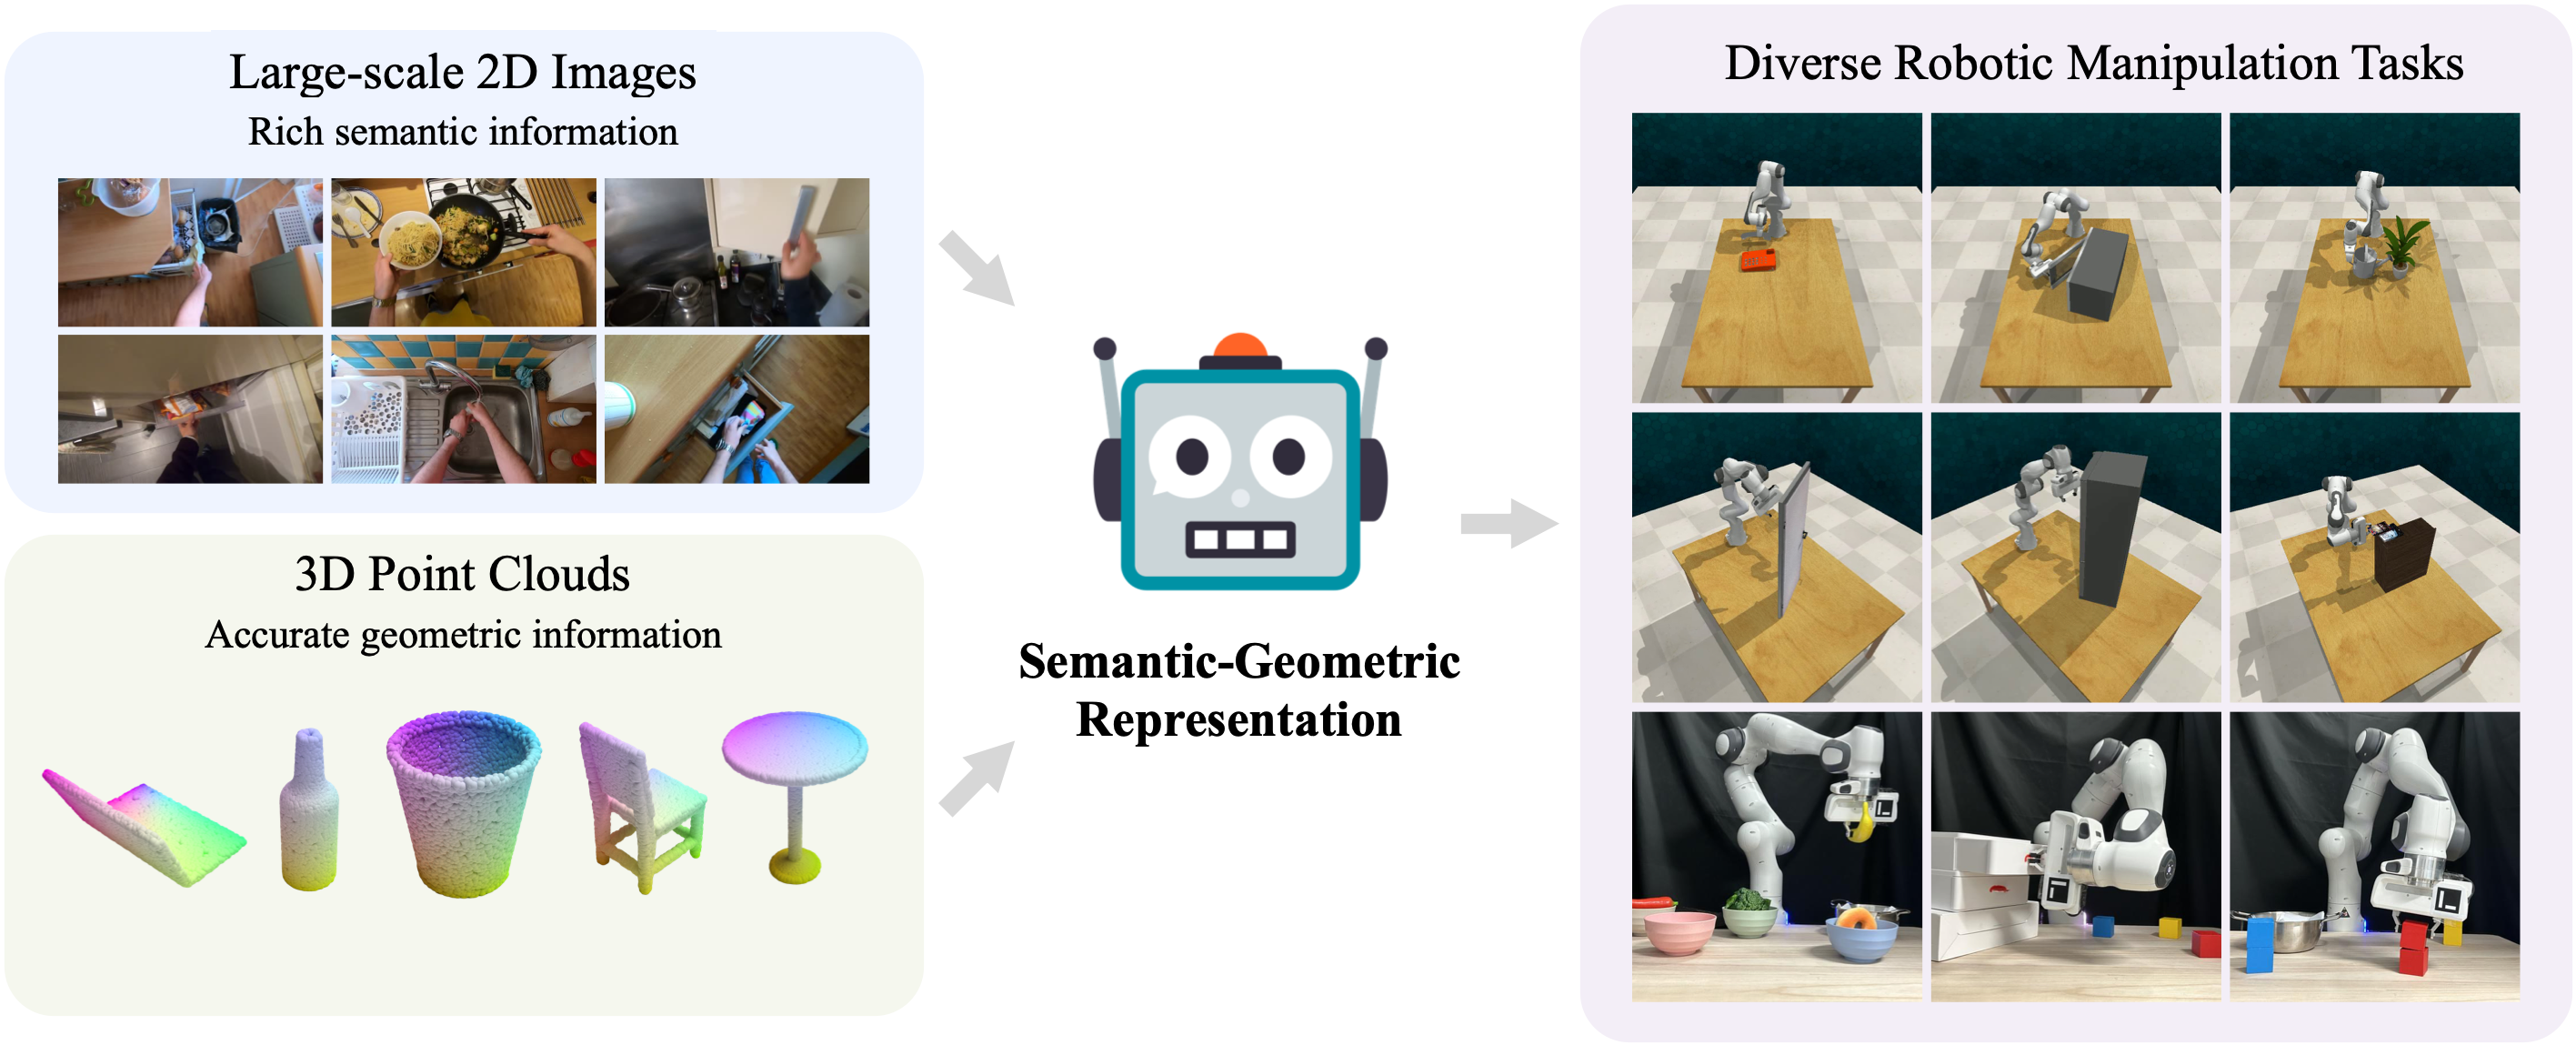 Large-scale 2D Images
Rich semantic information
3D Point Clouds
Accurate geometric information
Semantic-Geometric
Representation
Diverse Robotic Manipulation Tasks